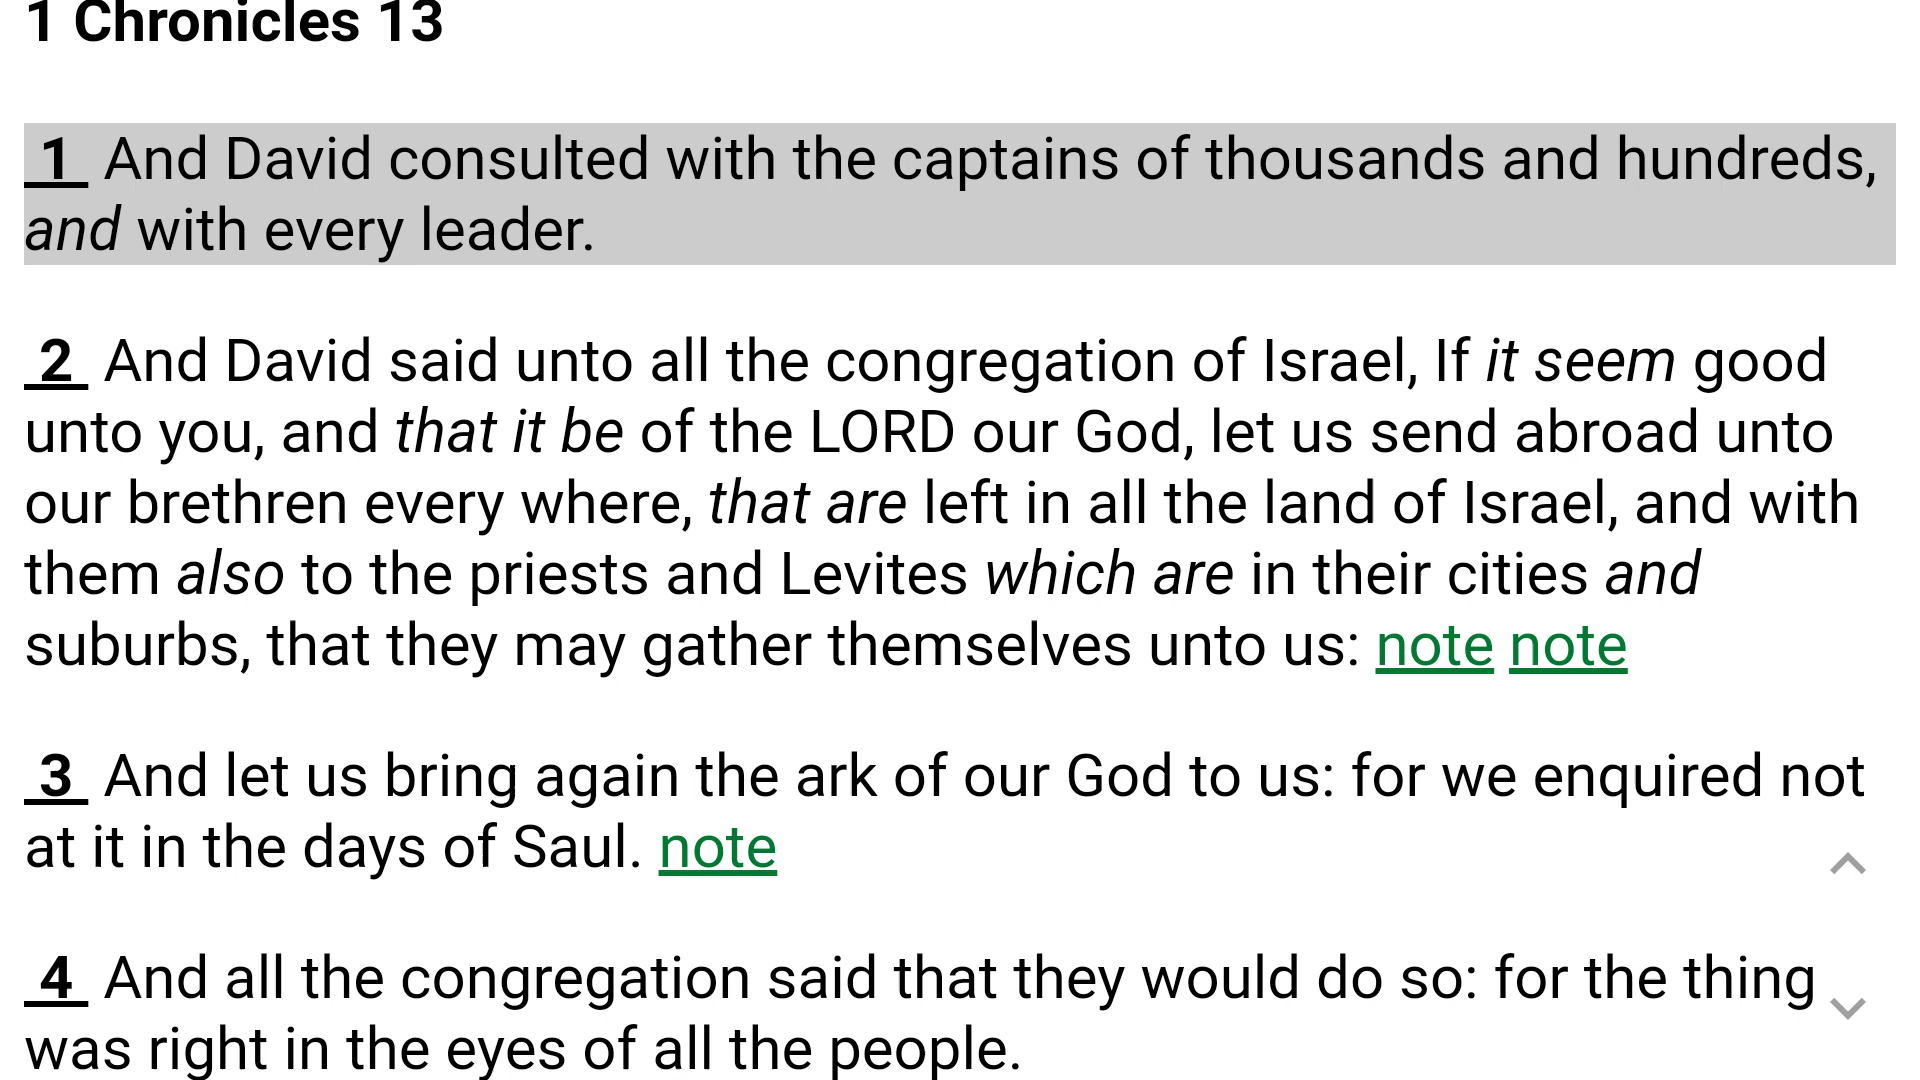 1 Chronicles 13
1 And David consulted with the captains of thousands and hundreds,
and with every leader.
2 And David said unto all the congregation of Israel, If it seem good
unto you, and that it be of the LORD our God, let us send abroad unto
our brethren every where, that are left in all the land of Israel, and with
them also to the priests and Levites which are in their cities and
suburbs, that they may gather themselves unto us: note note
3 And let us bring again the ark of our God to us: for we enquired not
at it in the days of Saul. note
4 And all the congregation said that they would do so: for the thing
was right in the eyes of all the people.